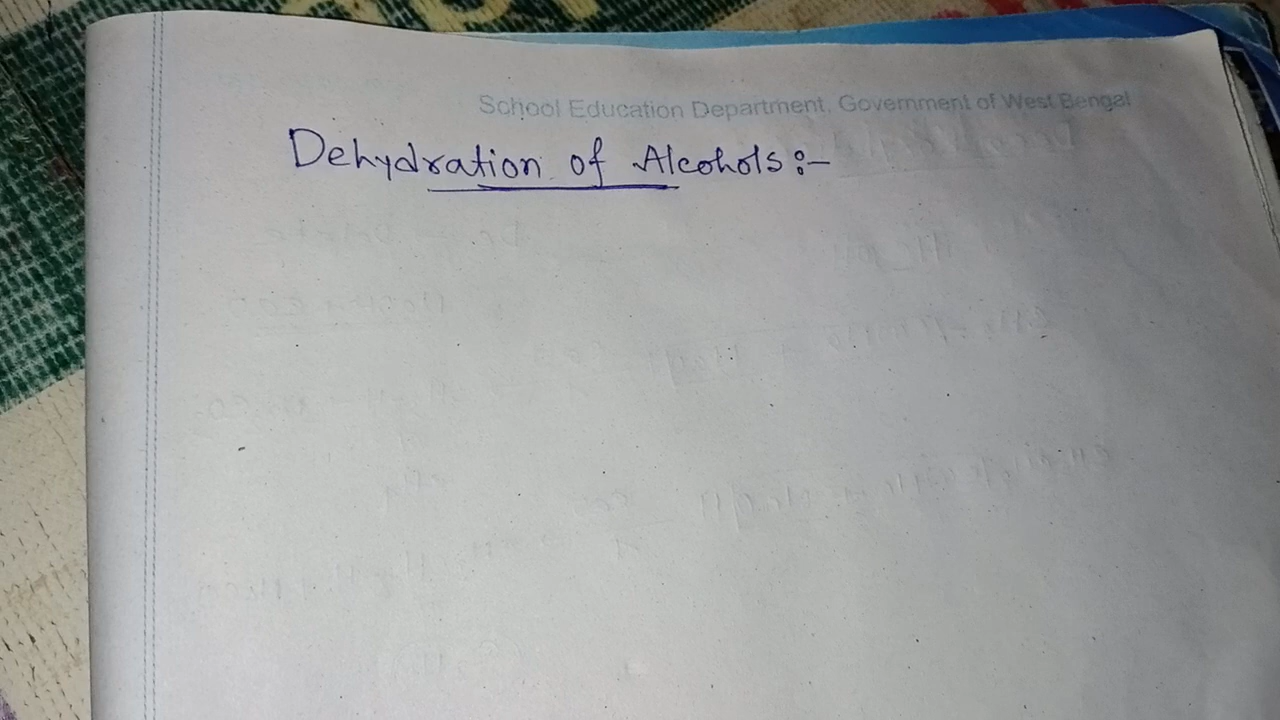 School Education Department, Government of West Bengal
Dehydration of Alcohols:-